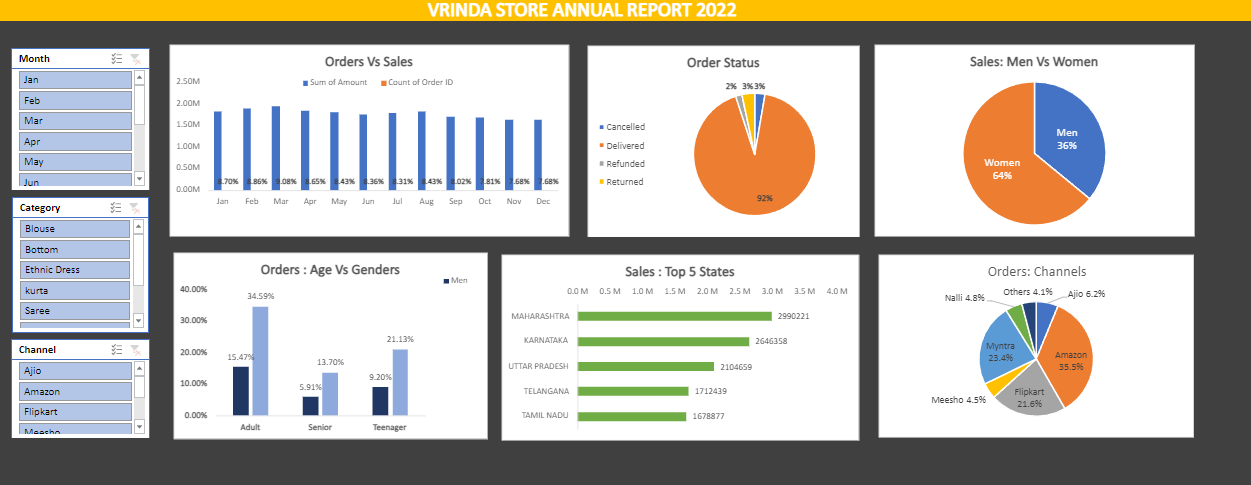 VRINDA STORE ANNUAL REPORT 2022
Month
Jan
Feb
Mar
Apr
May
Jun
Category
Blouse
Bottom
Ethnic Dress
kurta
Saree
Channel
Ajio
Amazon
Flipkart
Meesho
Orders Vs Sales
Sum of Amount Count of Order ID
2.50M
2.00M
1.50M
1.00M
0.50M
0.00M
8.70% 8.86% 8.08% 8.65% 8.43% 8.36% 8.31% 8.43% 8.02% 7.81% 7.68% 7.68%
Jan Feb Mar Apr May Jun Jul Aug Sep Oct Nov Dec
Order Status
2% 3% 3%
Cancelled
Delivered
Refunded
Returned
92%
Sales: Men Vs Women
Men
36%
Women
64%
Orders : Age Vs Genders
Men
40.00%
30.00%
20.00%
10.00%
0.00%
34.59%
15.47%
5.91%
13.70%
9.20%
21.13%
Adult Senior Teenager
Sales : Top 5 States
0.0 M 0.5 M 1.0 M 1.5 M 2.0 M 2.5 M 3.0 M 3.5 M 4.0 M
MAHARASHTRA 2990221
KARNATAKA 2646358
UTTAR PRADESH 2104659
TELANGANA 1712439
TAMIL NADU 1678877
Orders: Channels
Nalli 4.8%
Others 4.1%
Ajio 6.2%
Myntra
23.4%
Amazon
35.5%
Meesho 4.5%
Flipkart
21.6%